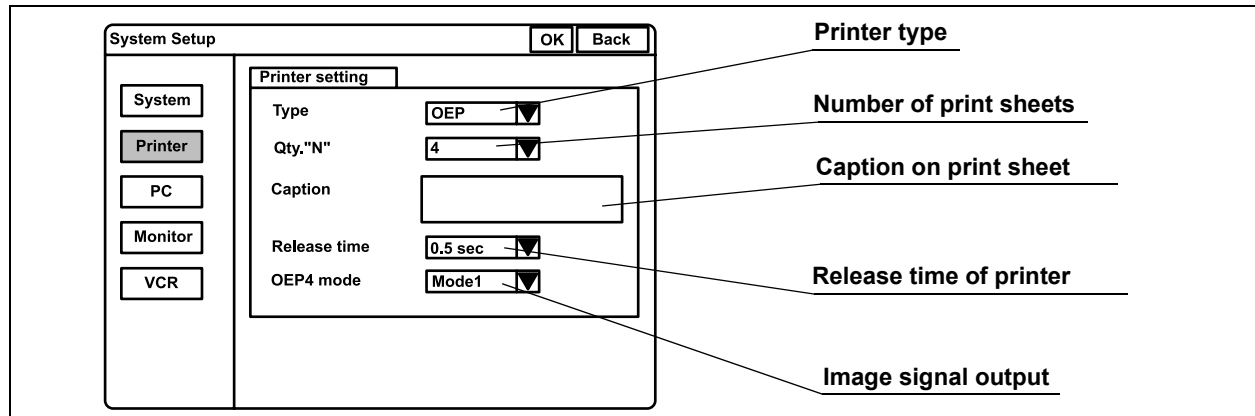 System Setup
OK
Back
System
Printer
PC
Monitor
VCR
Printer setting
Type
OEP
Qty."N"
4
Caption
Release time
0.5 sec
OEP4 mode
Mode1
Printer type
Number of print sheets
Caption on print sheet
Release time of printer
Image signal output